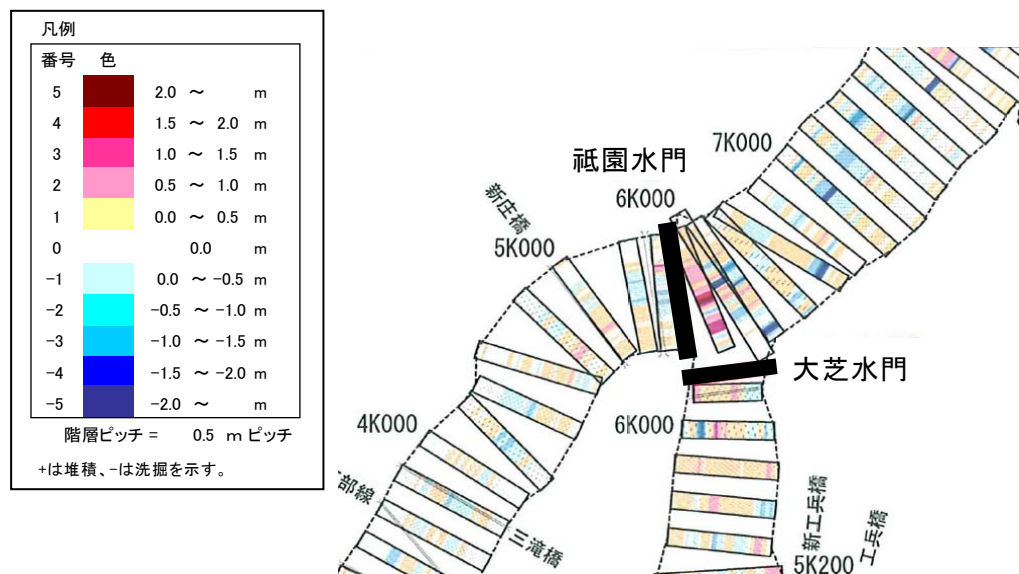 凡例
番号 色
5 2.0 ～ m
4 1.5 ～ 2.0 m
3 1.0 ～ 1.5 m
2 0.5 ～ 1.0 m
1 0.0 ～ 0.5 m
0 0.0 m
-1 0.0 ～ -0.5 m
-2 -0.5 ～ -1.0 m
-3 -1.0 ～ -1.5 m
-4 -1.5 ～ -2.0 m
-5 -2.0 ～ m
階層ピッチ = 0.5 m ピッチ
+は堆積、-は洗掘を示す。
7K000
祗園水門
6K000
新庄橋
5K000
大芝水門
4K000
6K000
部線
三滝橋
新工兵橋
工兵橋
5K200